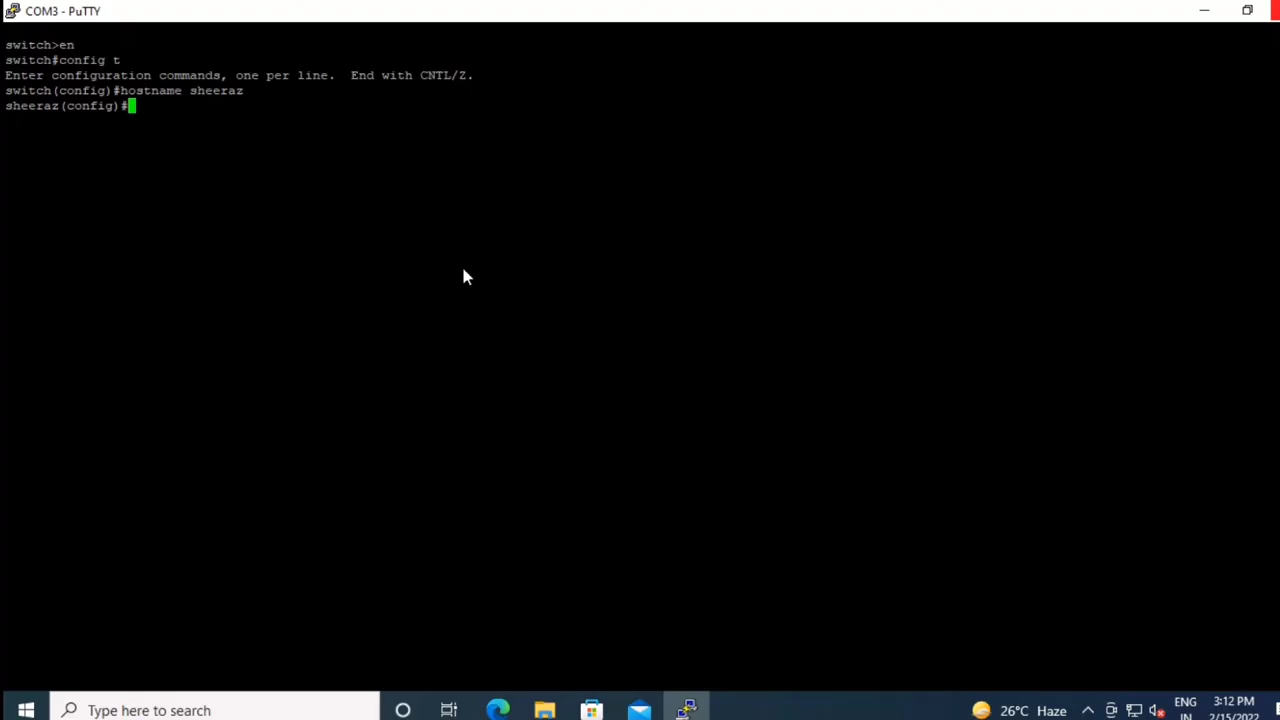 COM3 - PuTTY
switch>en
switch#config t
Enter configuration commands, one per line.  End with CNTL/Z.
switch(config)#hostname sheeraz
sheeraz(config)#
Type here to search
26°C Haze
ENG
IN
3:12 PM
2/15/2022